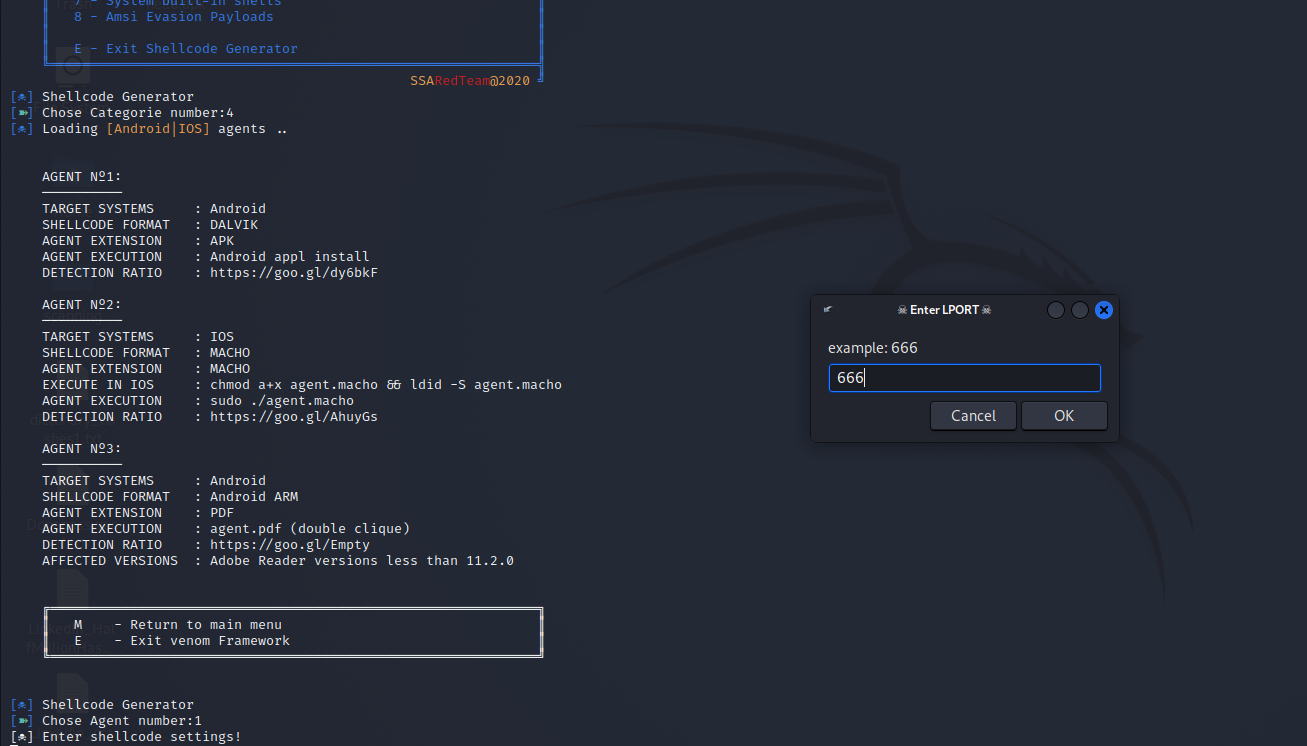 7 - System built-in shells
8 - Amsi Evasion Payloads
E - Exit Shellcode Generator
SSARedTeam@2020
[☠] Shellcode Generator
[➽] Chose Categorie number:4
[☠] Loading [Android|IOS] agents ..
AGENT Nº1:
TARGET SYSTEMS : Android
SHELLCODE FORMAT : DALVIK
AGENT EXTENSION : APK
AGENT EXECUTION : Android appl install
DETECTION RATIO : https://goo.gl/dy6bkF
AGENT Nº2:
TARGET SYSTEMS : IOS
SHELLCODE FORMAT : MACHO
AGENT EXTENSION : MACHO
EXECUTE IN IOS : chmod a+x agent.macho && ldid -S agent.macho
AGENT EXECUTION : sudo ./agent.macho
DETECTION RATIO : https://goo.gl/AhuyGs
AGENT Nº3:
TARGET SYSTEMS : Android
SHELLCODE FORMAT : Android ARM
AGENT EXTENSION : PDF
AGENT EXECUTION : agent.pdf (double clique)
DETECTION RATIO : https://goo.gl/Empty
AFFECTED VERSIONS : Adobe Reader versions less than 11.2.0
M - Return to main menu
E - Exit venom Framework
[☠] Shellcode Generator
[➽] Chose Agent number:1
[☠] Enter shellcode settings!
☠ Enter LPORT ☠
example: 666
666
Cancel OK